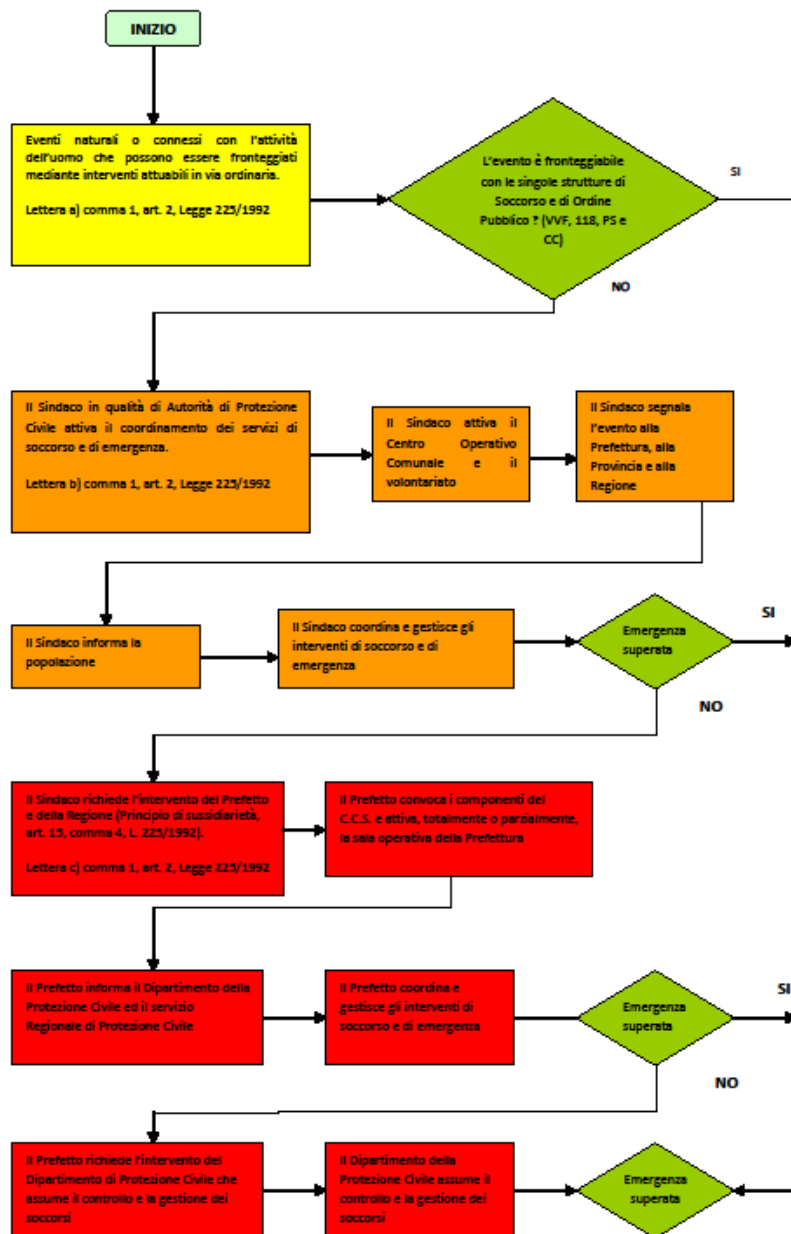 INIZIO
Eventi naturali o connessi con l'attività
dell'uomo che possono essere fronteggiati
mediante interventi attuabili in via ordinaria.
Lettera a) comma 1, art. 2, Legge 225/1992
L'evento è fronteggiabile
con le singole strutture di
Soccorso e di Ordine
Pubblico ? (VVF, 118, PS e
CC)
SI
NO
Il Sindaco in qualità di Autorità di Protezione
Civile attiva il coordinamento dei servizi di
soccorso e di emergenza.
Lettera b) comma 1, art. 2, Legge 225/1992
Il Sindaco attiva il
Centro Operativo
Comunale e il
volontariato
Il Sindaco segnala
l'evento alla
Prefettura, alla
Provincia e alla
Regione
Il Sindaco informa la
popolazione
Il Sindaco coordina e gestisce gli
interventi di soccorso e di
emergenza
Emergenza
superata
SI
NO
Il Sindaco richiede l'intervento del Prefetto
e della Regione (Principio di sussidiarietà,
art. 15, comma 4, L. 225/1992).
Lettera c) comma 1, art. 2, Legge 225/1992
Il Prefetto convoca i componenti del
C.C.S. e attiva, totalmente o parzialmente,
la sala operativa della Prefettura
Il Prefetto informa il Dipartimento della
Protezione Civile ed il servizio
Regionale di Protezione Civile
Il Prefetto coordina e
gestisce gli interventi di
soccorso e di emergenza
Emergenza
superata
SI
NO
Il Prefetto richiede l'intervento del
Dipartimento di Protezione Civile che
assume il controllo e la gestione dei
soccorsi
Il Dipartimento della
Protezione Civile assume il
controllo e la gestione dei
soccorsi
Emergenza
superata